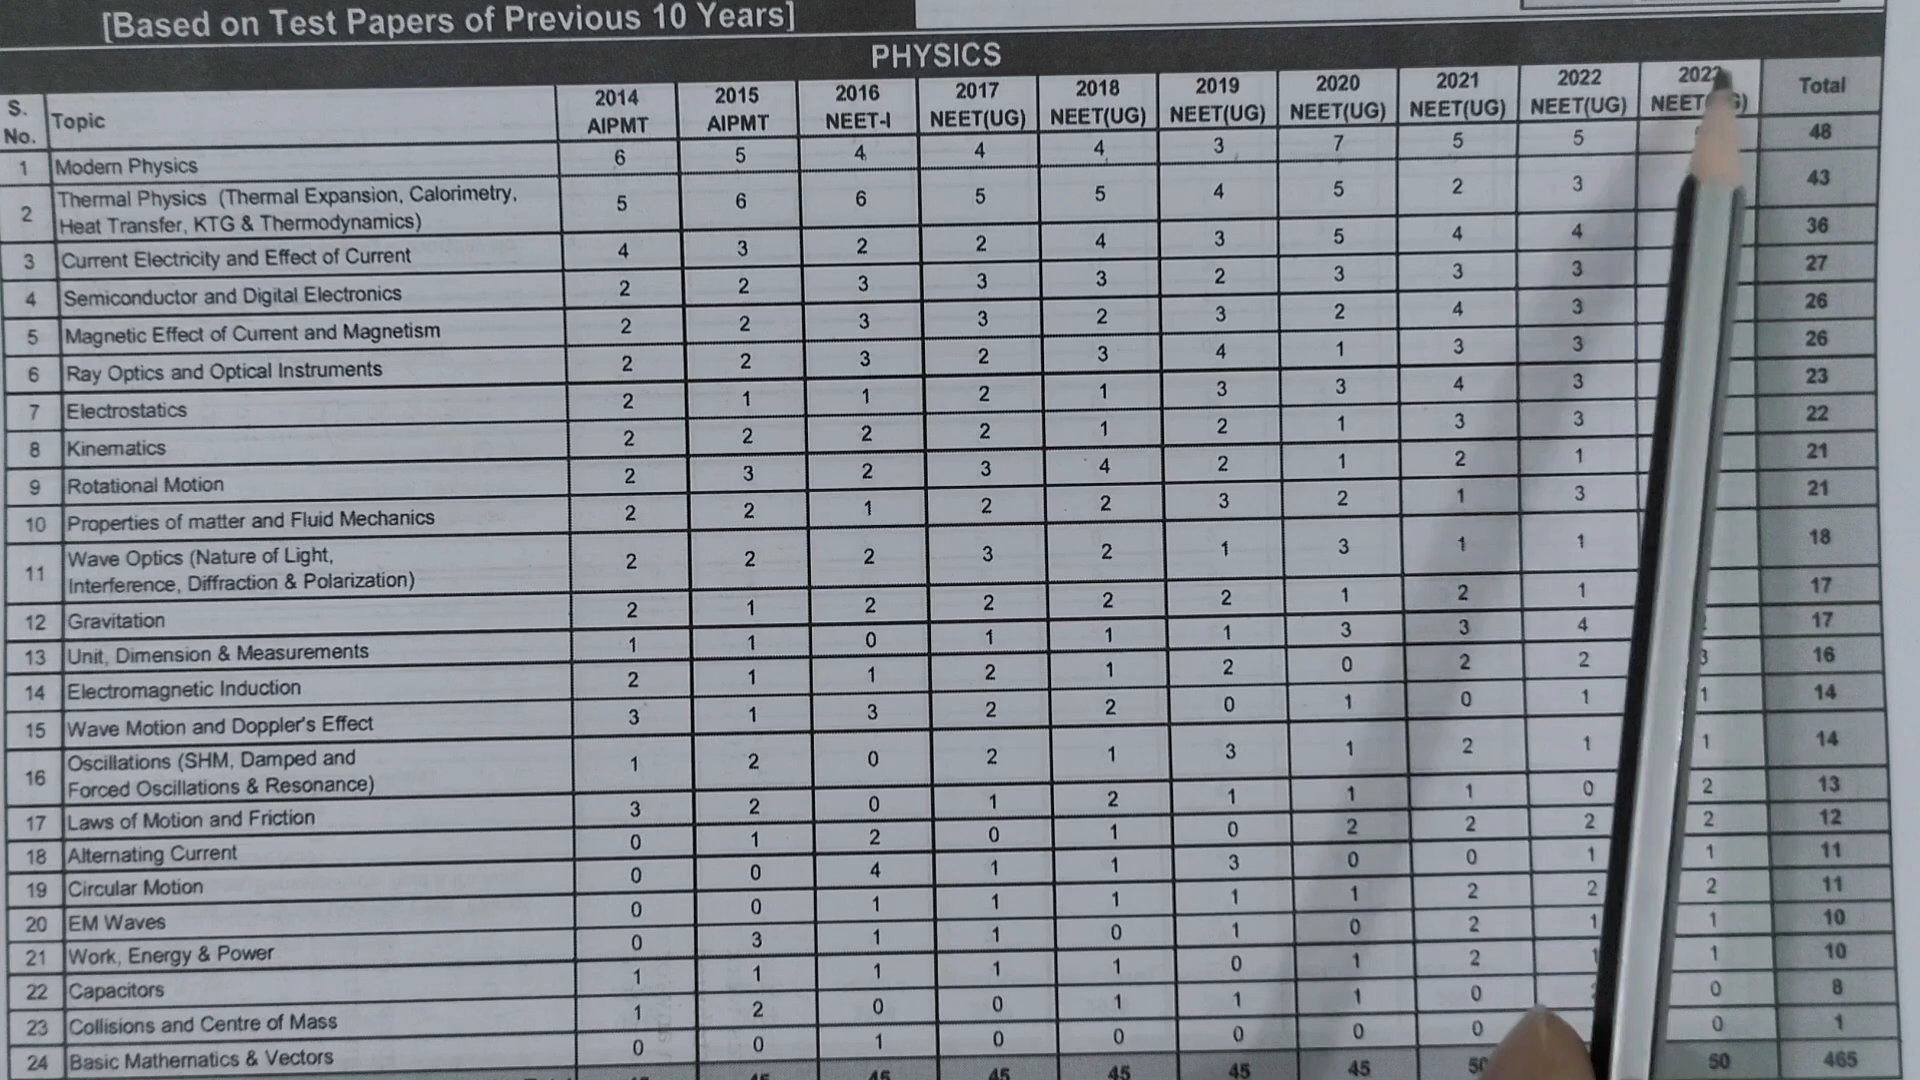 [Based on Test Papers of Previous 10 Years]
PHYSICS
S. No. Topic 2014 AIPMT 2015 AIPMT 2016 NEET-I 2017 NEET(UG) 2018 NEET(UG) 2019 NEET(UG) 2020 NEET(UG) 2021 NEET(UG) 2022 NEET(UG) Total
1 Modern Physics 6 5 4 4 4 3 7 5 5 48
2 Thermal Physics (Thermal Expansion, Calorimetry, 5 6 6 5 5 4 5 2 3 43
Heat Transfer, KTG & Thermodynamics)
3 Current Electricity and Effect of Current 4 3 2 2 4 3 5 4 4 36
4 Semiconductor and Digital Electronics 2 2 3 3 3 2 3 3 3 27
5 Magnetic Effect of Current and Magnetism 2 2 3 3 2 3 2 4 3 26
6 Ray Optics and Optical Instruments 2 2 3 2 3 4 1 3 3 26
7 Electrostatics 2 1 1 2 1 3 3 4 3 23
8 Kinematics 2 2 2 2 1 2 1 3 3 22
9 Rotational Motion 2 3 2 3 4 2 1 2 1 21
10 Properties of matter and Fluid Mechanics 2 2 1 2 2 3 2 1 3 21
11 Wave Optics (Nature of Light, 2 2 2 3 2 1 3 1 1 18
Interference, Diffraction & Polarization)
12 Gravitation 2 1 2 2 2 2 1 2 1 17
13 Unit, Dimension & Measurements 1 1 0 1 1 1 3 3 4 17
14 Electromagnetic Induction 2 1 1 2 1 2 0 2 2 3 16
15 Wave Motion and Doppler's Effect 3 1 3 2 2 0 1 0 1 1 14
16 Oscillations (SHM, Damped and 1 2 0 2 1 3 1 2 1 1 14
Forced Oscillations & Resonance)
17 Laws of Motion and Friction 3 2 0 1 2 1 1 1 0 2 13
18 Alternating Current 0 1 2 0 1 0 2 2 2 2 12
19 Circular Motion 0 0 4 1 1 3 0 0 1 1 11
20 EM Waves 0 0 1 1 1 1 1 2 2 2 11
21 Work, Energy & Power 0 3 1 1 0 1 0 2 1 1 10
22 Capacitors 1 1 1 1 1 0 1 2 1 10
23 Collisions and Centre of Mass 1 2 0 0 1 1 1 0 0 8
24 Basic Mathematics & Vectors 0 0 1 0 0 0 0 0 0 1
45 45 45 45 45 50 465